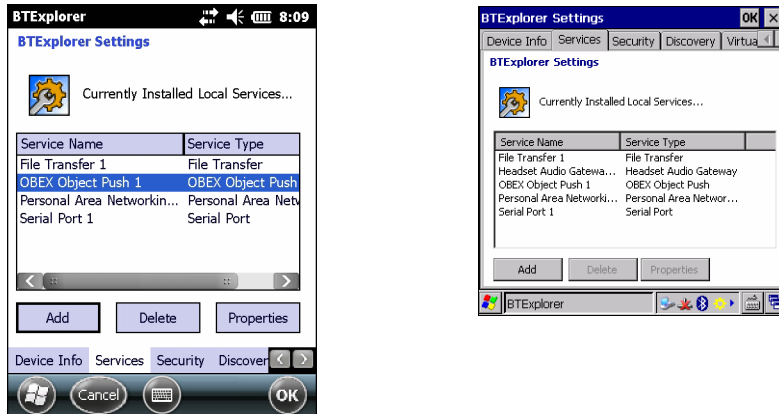 BTExplorer 8:09
BTExplorer Settings
Currently Installed Local Services...
Service Name Service Type
File Transfer 1 File Transfer
OBEX Object Push 1 OBEX Object Push
Personal Area Networkin... Personal Area Netw
Serial Port 1 Serial Port
Add Delete Properties
Device Info Services Security Discover
Cancel OK
BTExplorer Settings OK
Device Info Services Security Discovery Virtua
BTExplorer Settings
Currently Installed Local Services...
Service Name Service Type
File Transfer 1 File Transfer
Headset Audio Gatewa... Headset Audio Gateway
OBEX Object Push 1 OBEX Object Push
Personal Area Networki... Personal Area Networ...
Serial Port 1 Serial Port
Add Delete Properties
BTExplorer